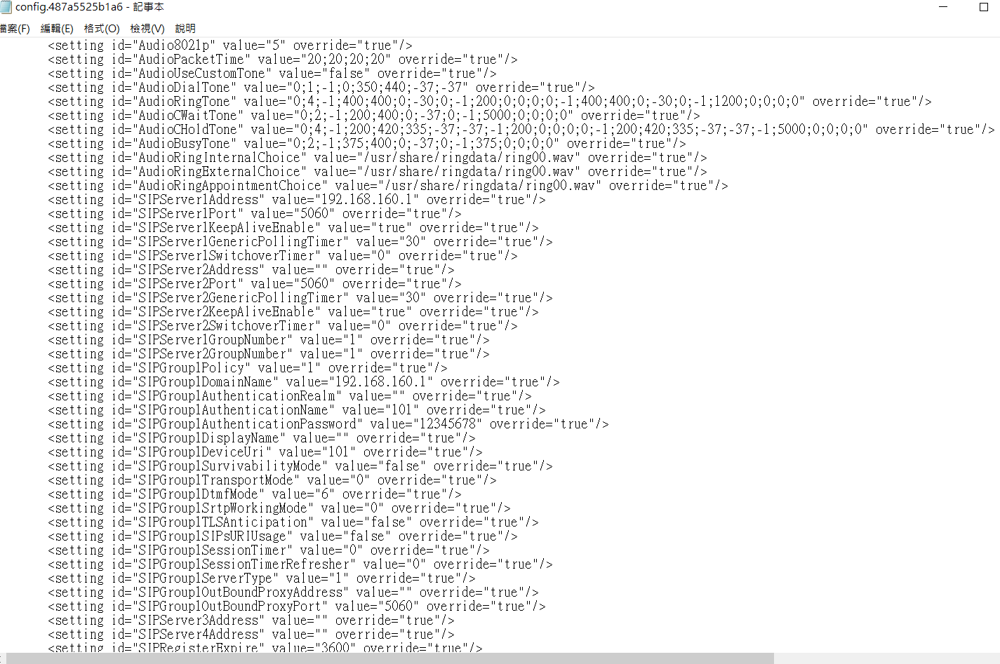 config.487a5525b1a6 - 記事本
檔案(F) 編輯(E) 格式(O) 檢視(V) 說明
<setting id="Audio8021p" value="5" override="true"/>
<setting id="AudioPacketTime" value="20;20;20;20" override="true"/>
<setting id="AudioUseCustomTone" value="false" override="true"/>
<setting id="AudioDialTone" value="0;1;-1;0;350;440;-37;-37" override="true"/>
<setting id="AudioRingTone" value="0;4;-1;400;400;0;-30;0;-1;200;0;0;0;0;-1;400;400;0;-30;0;-1;1200;0;0;0;0" override="true"/>
<setting id="AudioCWaitTone" value="0;2;-1;200;400;0;-37;0;-1;5000;0;0;0;0" override="true"/>
<setting id="AudioCHoldTone" value="0;4;-1;200;420;335;-37;-37;-1;200;0;0;0;0;-1;200;420;335;-37;-37;-1;5000;0;0;0;0" override="true"/>
<setting id="AudioBusyTone" value="0;2;-1;375;400;0;-37;0;-1;375;0;0;0;0" override="true"/>
<setting id="AudioRingInternalChoice" value="/usr/share/ringdata/ring00.wav" override="true"/>
<setting id="AudioRingExternalChoice" value="/usr/share/ringdata/ring00.wav" override="true"/>
<setting id="AudioRingAppointmentChoice" value="/usr/share/ringdata/ring00.wav" override="true"/>
<setting id="SIPServer1Address" value="192.168.160.1" override="true"/>
<setting id="SIPServer1Port" value="5060" override="true"/>
<setting id="SIPServer1KeepAliveEnable" value="true" override="true"/>
<setting id="SIPServer1GenericPollingTimer" value="30" override="true"/>
<setting id="SIPServer1SwitchoverTimer" value="0" override="true"/>
<setting id="SIPServer2Address" value="" override="true"/>
<setting id="SIPServer2Port" value="5060" override="true"/>
<setting id="SIPServer2GenericPollingTimer" value="30" override="true"/>
<setting id="SIPServer2KeepAliveEnable" value="true" override="true"/>
<setting id="SIPServer2SwitchoverTimer" value="0" override="true"/>
<setting id="SIPServer1GroupNumber" value="1" override="true"/>
<setting id="SIPServer2GroupNumber" value="1" override="true"/>
<setting id="SIPGroup1Policy" value="1" override="true"/>
<setting id="SIPGroup1DomainName" value="192.168.160.1" override="true"/>
<setting id="SIPGroup1AuthenticationRealm" value="" override="true"/>
<setting id="SIPGroup1AuthenticationName" value="101" override="true"/>
<setting id="SIPGroup1AuthenticationPassword" value="12345678" override="true"/>
<setting id="SIPGroup1DisplayName" value="" override="true"/>
<setting id="SIPGroup1DeviceUri" value="101" override="true"/>
<setting id="SIPGroup1SurvivabilityMode" value="false" override="true"/>
<setting id="SIPGroup1TransportMode" value="0" override="true"/>
<setting id="SIPGroup1DtmfMode" value="6" override="true"/>
<setting id="SIPGroup1SrtpWorkingMode" value="0" override="true"/>
<setting id="SIPGroup1TLSAnticipation" value="false" override="true"/>
<setting id="SIPGroup1SIPsURIUsage" value="false" override="true"/>
<setting id="SIPGroup1SessionTimer" value="0" override="true"/>
<setting id="SIPGroup1SessionTimerRefresher" value="0" override="true"/>
<setting id="SIPGroup1ServerType" value="1" override="true"/>
<setting id="SIPGroup1OutBoundProxyAddress" value="" override="true"/>
<setting id="SIPGroup1OutBoundProxyPort" value="5060" override="true"/>
<setting id="SIPServer3Address" value="" override="true"/>
<setting id="SIPServer4Address" value="" override="true"/>
<setting id="SIPRegisterExpire" value="3600" override="true"/>